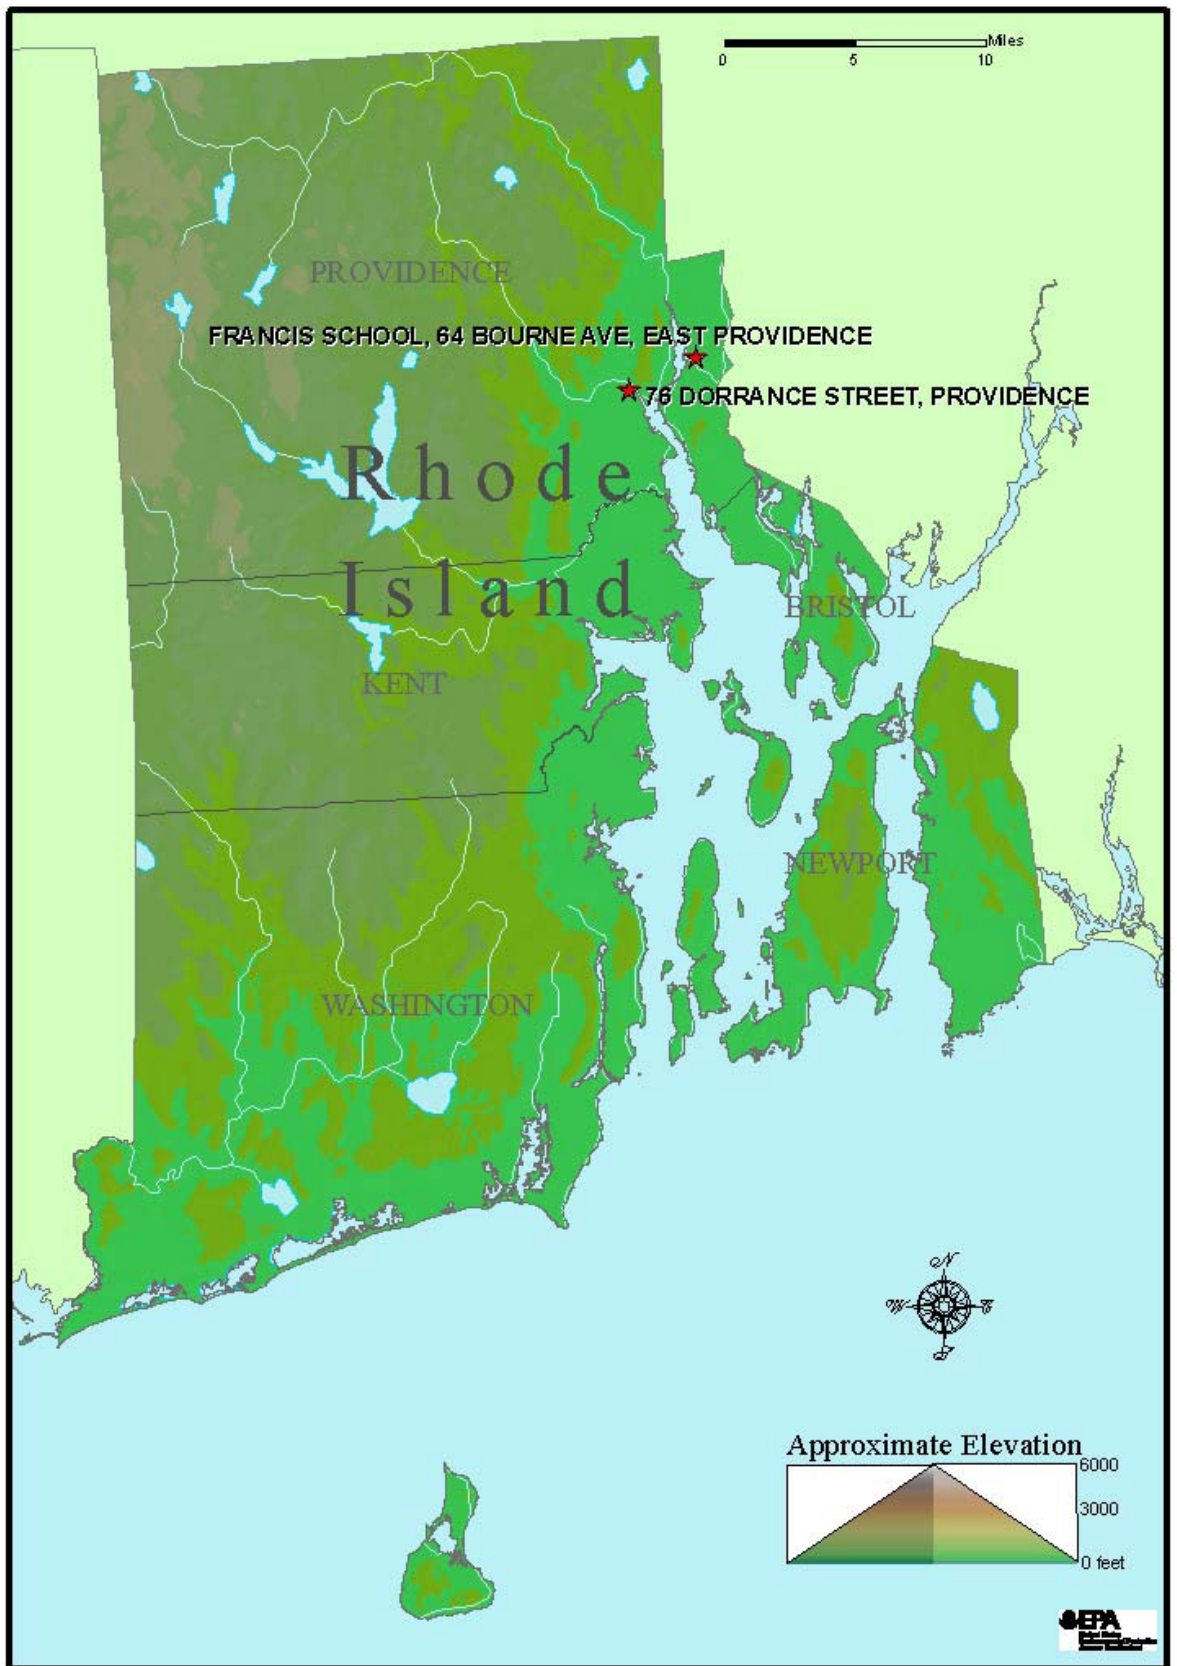 Miles
0 5 10
PROVIDENCE
FRANCIS SCHOOL, 64 BOURNE AVE, EAST PROVIDENCE
76 DORRANCE STREET, PROVIDENCE
Rhode
Island
BRISTOL
KENT
NEWPORT
WASHINGTON
N
W E
S
Approximate Elevation
6000
3000
0 feet
EPA